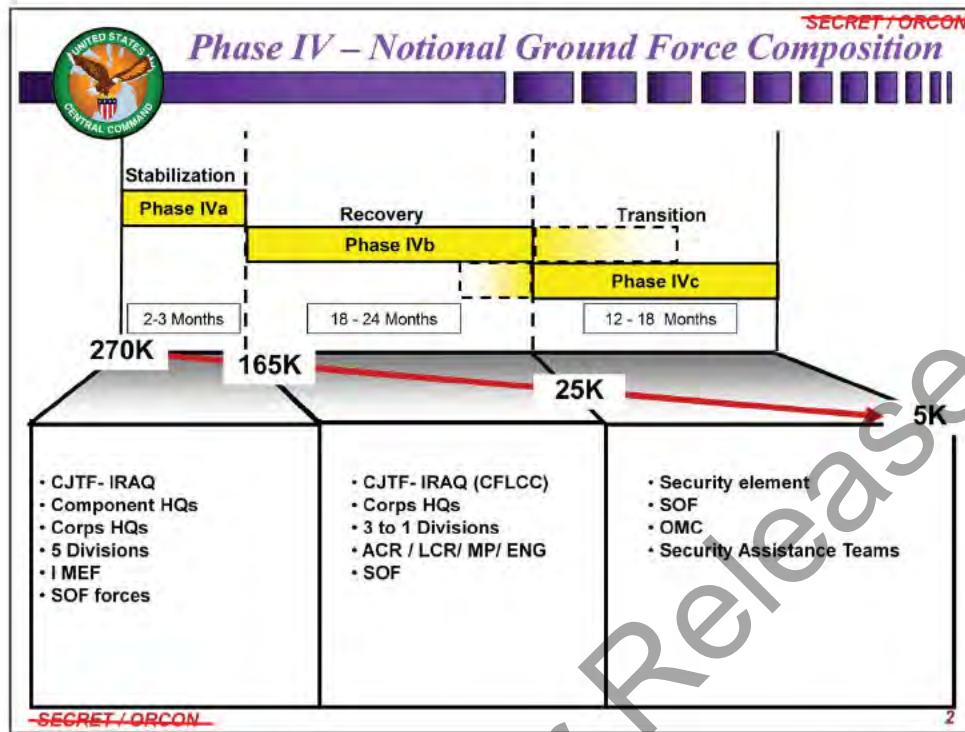 SECRET / ORCON
Phase IV – Notional Ground Force Composition
UNITED STATES
CENTRAL COMMAND
Stabilization
Phase IVa
Recovery
Transition
Phase IVb
Phase IVc
2-3 Months
18 - 24 Months
12 - 18 Months
270K
165K
25K
5K
• CJTF- IRAQ
• Component HQs
• Corps HQs
• 5 Divisions
• I MEF
• SOF forces
• CJTF- IRAQ (CFLCC)
• Corps HQs
• 3 to 1 Divisions
• ACR / LCR/ MP/ ENG
• SOF
• Security element
• SOF
• OMC
• Security Assistance Teams
Release
SECRET / ORCON
2